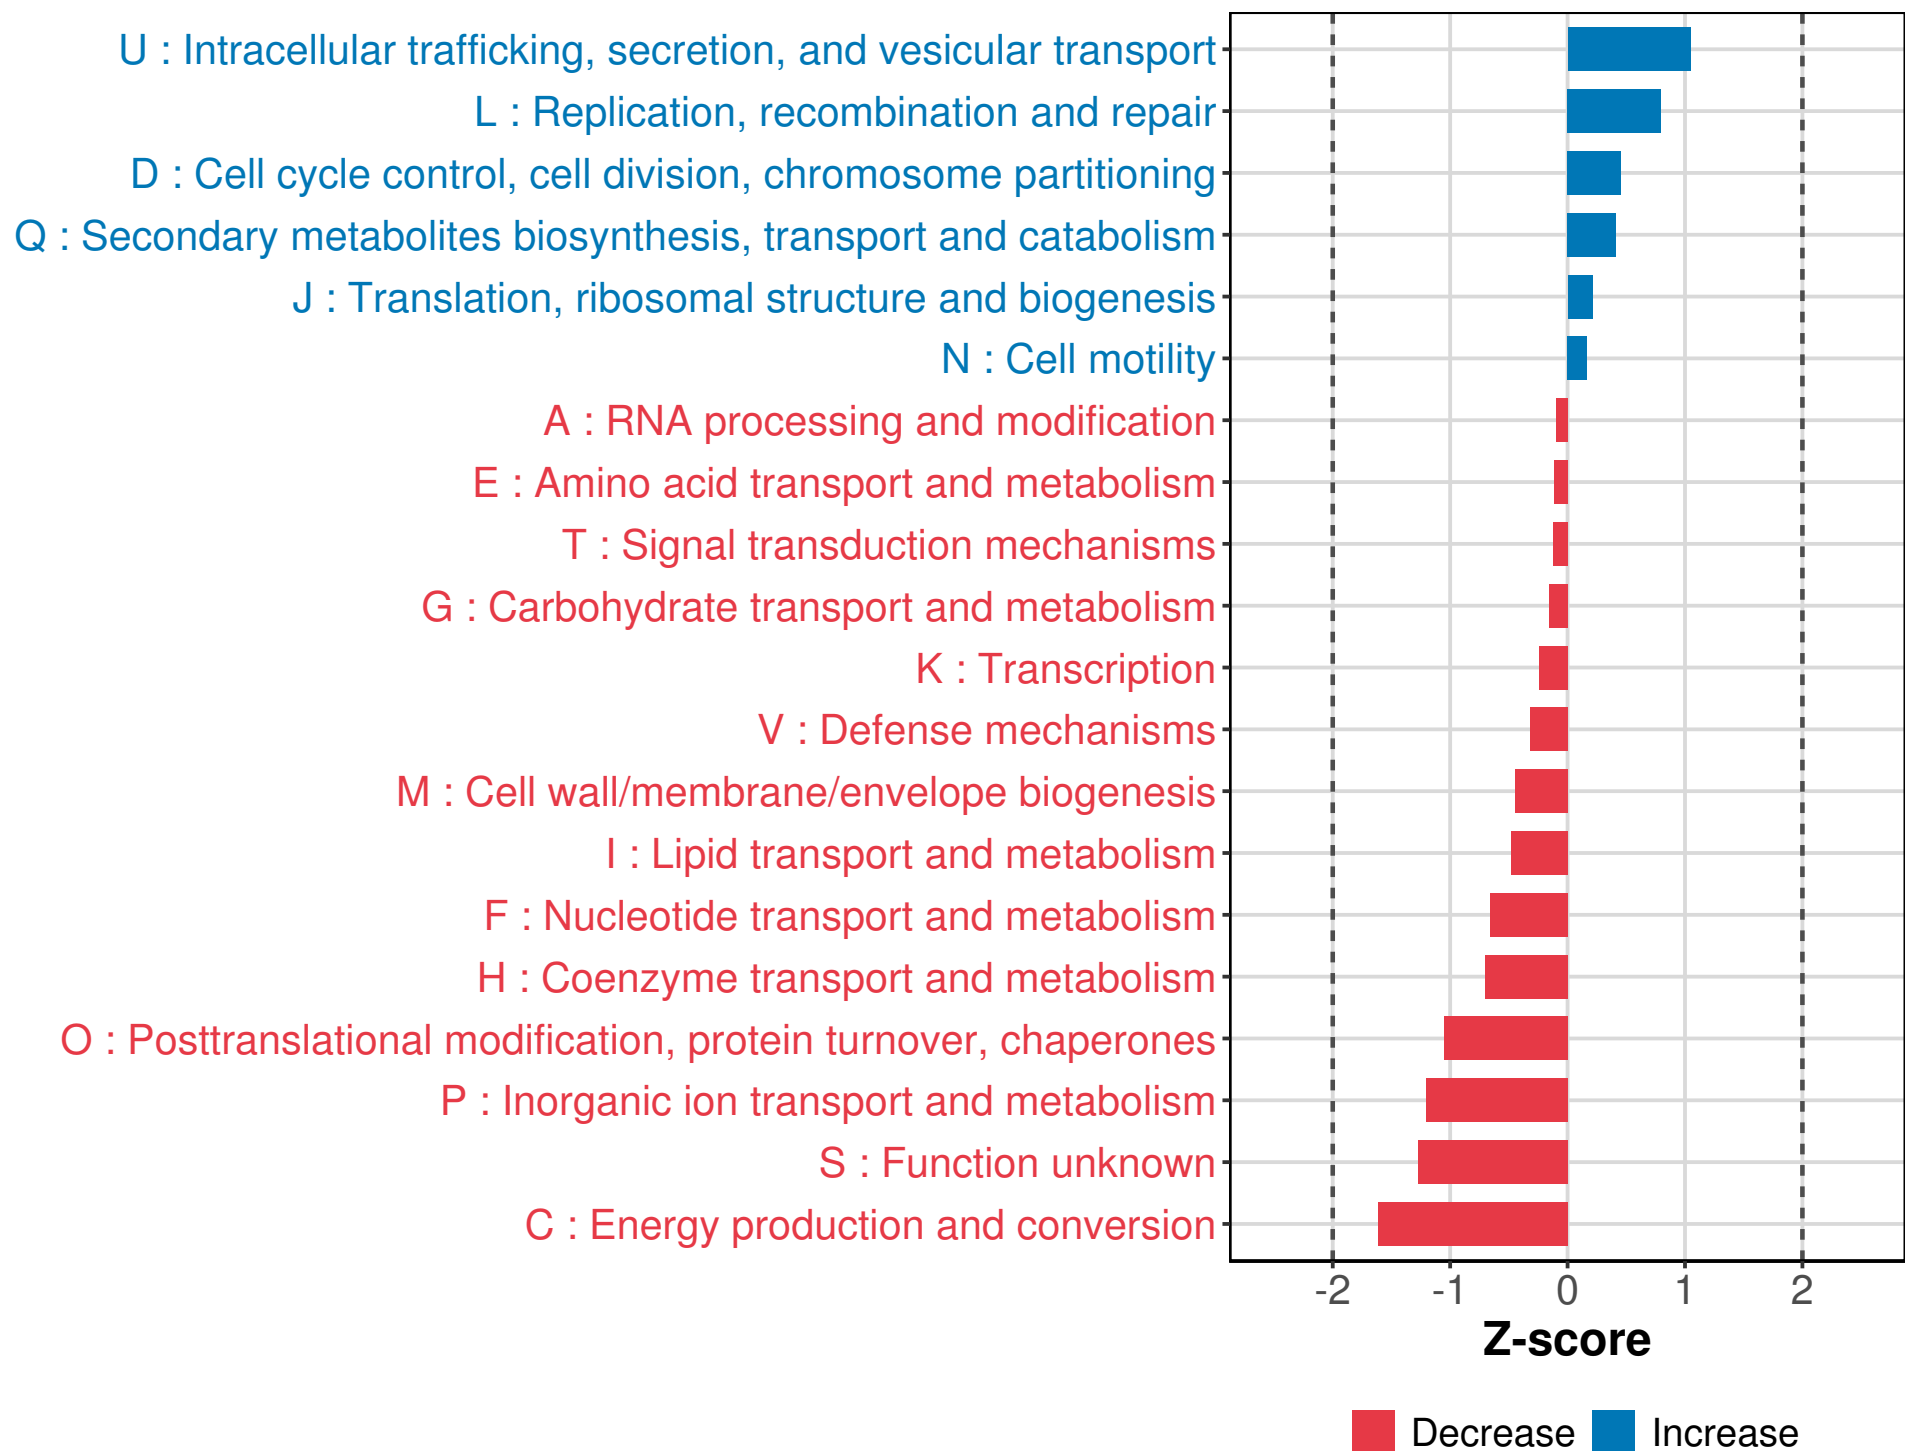 U : Intracellular trafficking, secretion, and vesicular transport
L : Replication, recombination and repair
D : Cell cycle control, cell division, chromosome partitioning
Q : Secondary metabolites biosynthesis, transport and catabolism
J : Translation, ribosomal structure and biogenesis
N : Cell motility
A : RNA processing and modification
E : Amino acid transport and metabolism
T : Signal transduction mechanisms
G : Carbohydrate transport and metabolism
K : Transcription
V : Defense mechanisms
M : Cell wall/membrane/envelope biogenesis
I : Lipid transport and metabolism
F : Nucleotide transport and metabolism
H : Coenzyme transport and metabolism
O : Posttranslational modification, protein turnover, chaperones
P : Inorganic ion transport and metabolism
S : Function unknown
C : Energy production and conversion
-2 -1 0 1 2
Z-score
Decrease Increase